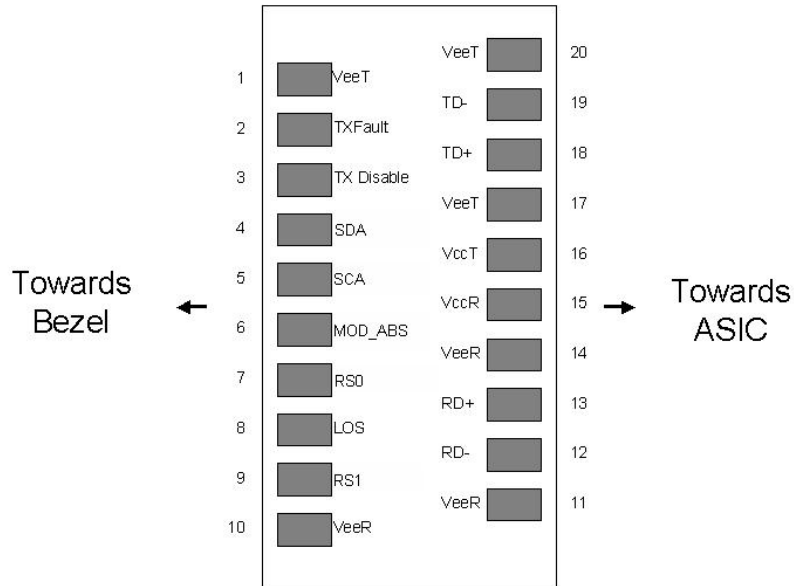 VeeT 20
1 VeeT
TD- 19
2 TXFault
TD+ 18
3 TX Disable
VeeT 17
4 SDA
VccT 16
5 SCA
Towards Bezel
VccR 15
Towards ASIC
6 MOD_ABS
VeeR 14
7 RS0
RD+ 13
8 LOS
RD- 12
9 RS1
VeeR 11
10 VeeR